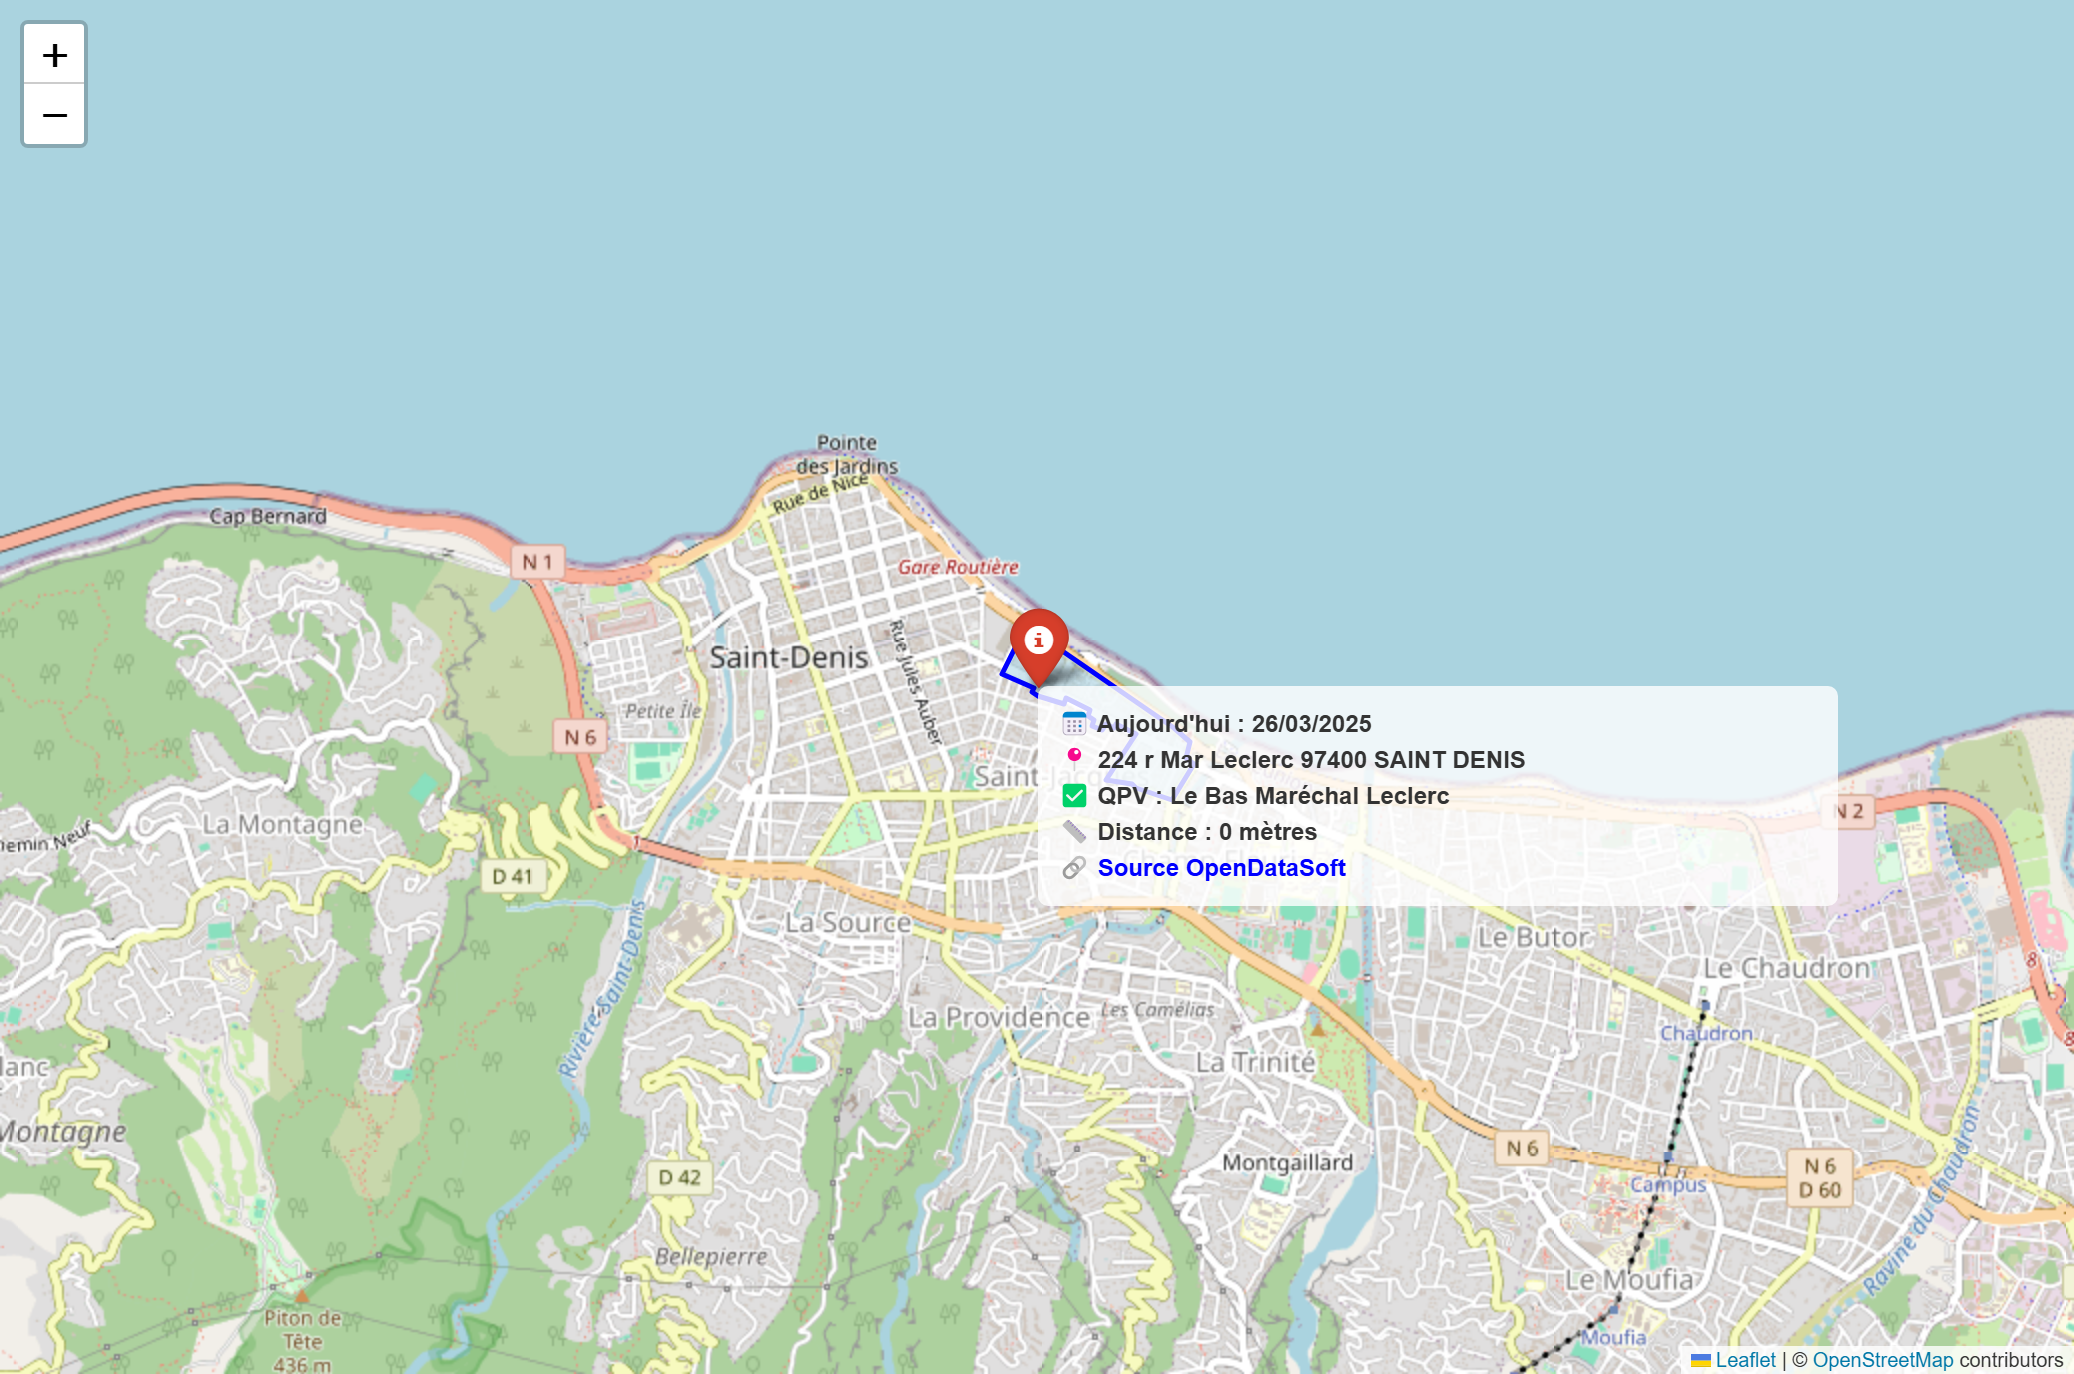 +
−
Pointe
des Jardins
Rue de Nice
Cap Bernard
N 1
Gare Routière
Rue Jules Auber
Saint-Denis
Petite Île
N 6
Aujourd'hui : 26/03/2025
224 r Mar Leclerc 97400 SAINT DENIS
QPV : Le Bas Maréchal Leclerc
Distance : 0 mètres
Source OpenDataSoft
Saint-Jacques
N 2
La Montagne
hemin Neuf
1
D 41
La Source
Rivière Saint-Denis
Le Butor
Le Chaudron
8
La Providence
Les Camélias
Chaudron
8
lanc
La Trinité
Montagne
D 42
Montgaillard
N 6
N 6
D 60
Campus
Ravine du Chaudron
Bellepierre
Le Moufia
Piton de
Tête
436 m
Moufia
Leaflet | © OpenStreetMap contributors